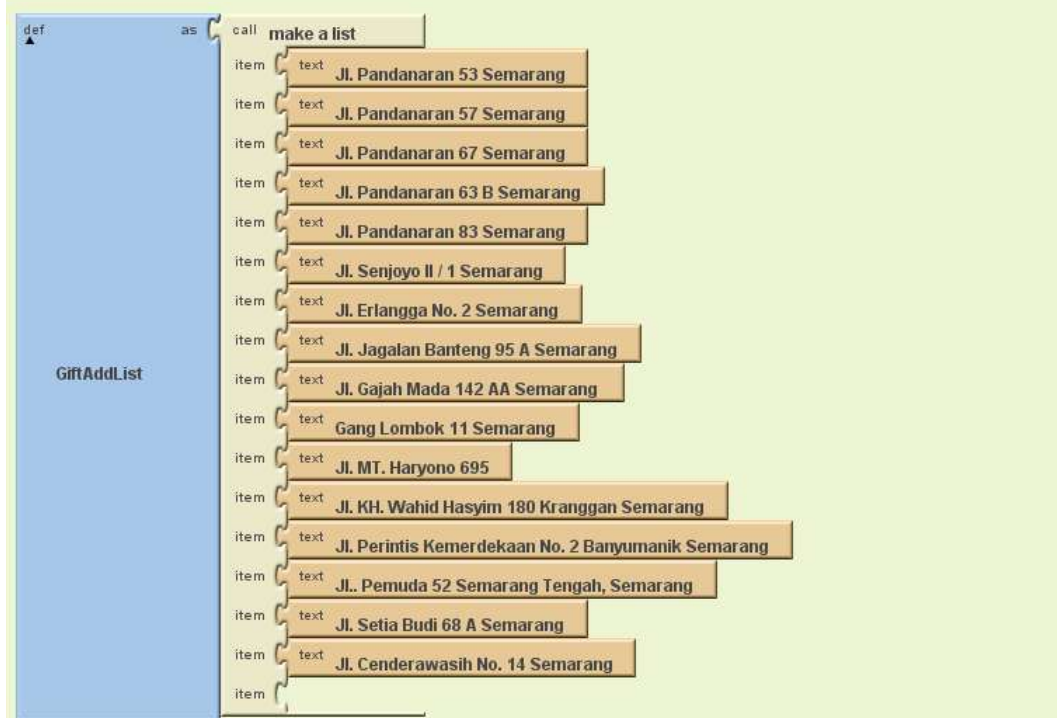 def as call make a list
item text Jl. Pandanaran 53 Semarang
item text Jl. Pandanaran 57 Semarang
item text Jl. Pandanaran 67 Semarang
item text Jl. Pandanaran 63 B Semarang
item text Jl. Pandanaran 83 Semarang
item text Jl. Senjoyo II / 1 Semarang
item text Jl. Erlangga No. 2 Semarang
item text Jl. Jagalan Banteng 95 A Semarang
GiftAddList
item text Jl. Gajah Mada 142 AA Semarang
item text Gang Lombok 11 Semarang
item text Jl. MT. Haryono 695
item text Jl. KH. Wahid Hasyim 180 Kranggan Semarang
item text Jl. Perintis Kemerdekaan No. 2 Banyumanik Semarang
item text Jl.. Pemuda 52 Semarang Tengah, Semarang
item text Jl. Setia Budi 68 A Semarang
item text Jl. Cenderawasih No. 14 Semarang
item